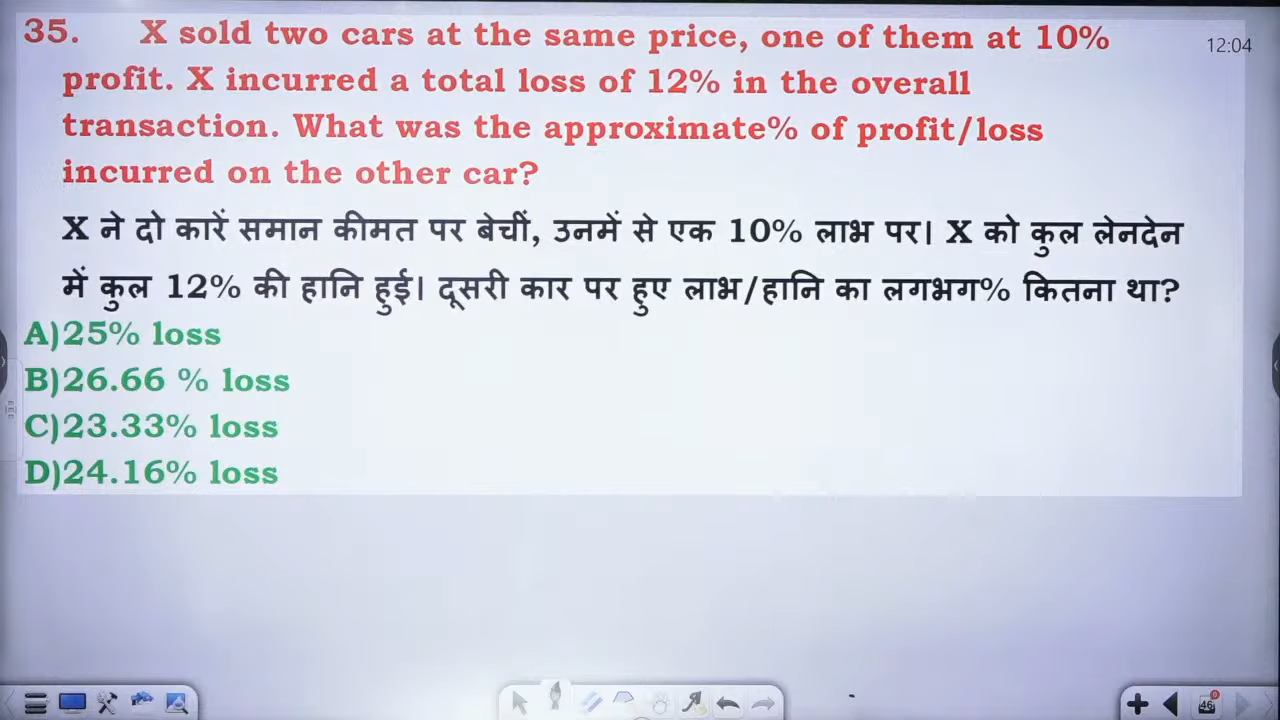 35. X sold two cars at the same price, one of them at 10%
12:04
profit. X incurred a total loss of 12% in the overall
transaction. What was the approximate% of profit/loss
incurred on the other car?
X ने दो कारें समान कीमत पर बेचीं, उनमें से एक 10% लाभ पर। X को कुल लेनदेन
में कुल 12% की हानि हुई। दूसरी कार पर हुए लाभ/हानि का लगभग% कितना था?
A)25% loss
B)26.66 % loss
C)23.33% loss
D)24.16% loss
46